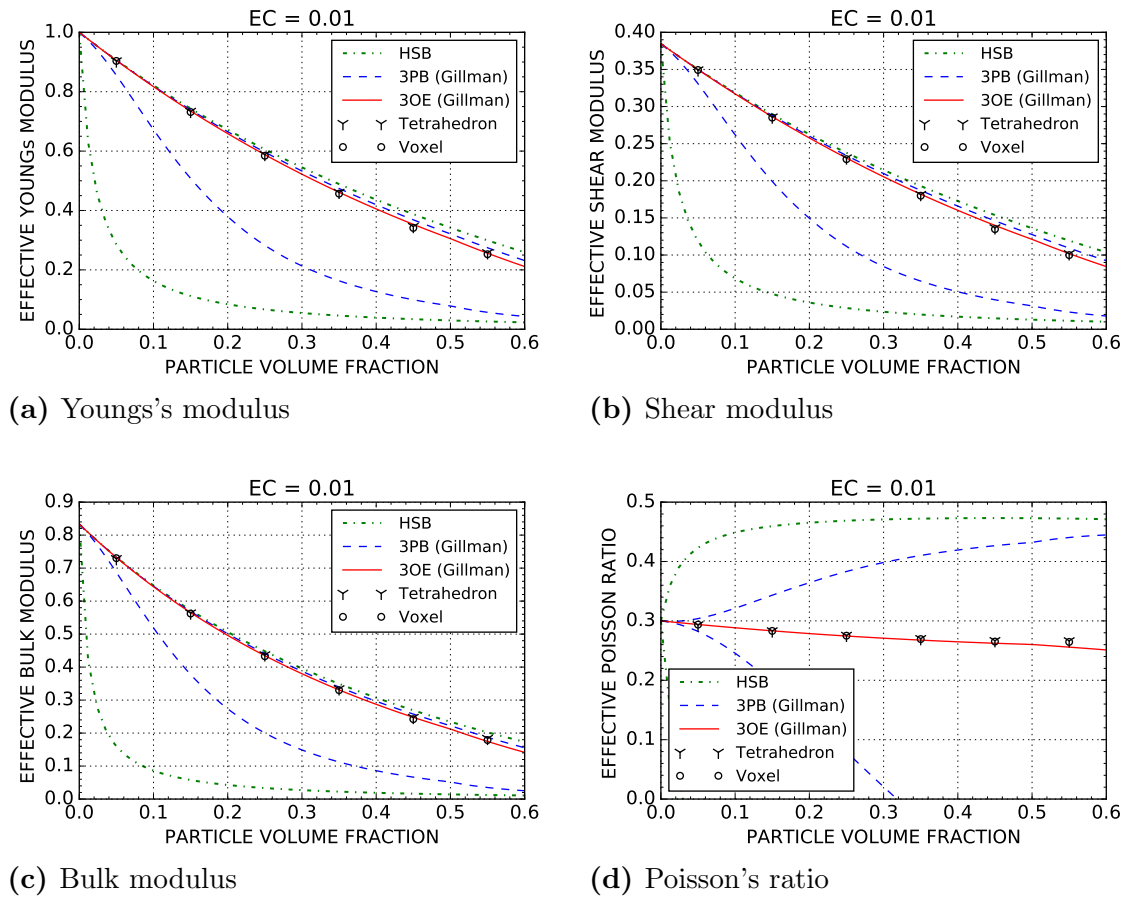 EC = 0.01
EFFECTIVE YOUNGs MODULUS
1.0
0.8
0.6
0.4
0.2
0.0
HSB
3PB (Gillman)
3OE (Gillman)
Tetrahedron
Voxel
0.0 0.1 0.2 0.3 0.4 0.5 0.6
PARTICLE VOLUME FRACTION
(a) Youngs's modulus
EC = 0.01
EFFECTIVE SHEAR MODULUS
0.40
0.35
0.30
0.25
0.20
0.15
0.10
0.05
0.00
HSB
3PB (Gillman)
3OE (Gillman)
Tetrahedron
Voxel
0.0 0.1 0.2 0.3 0.4 0.5 0.6
PARTICLE VOLUME FRACTION
(b) Shear modulus
EC = 0.01
EFFECTIVE BULK MODULUS
0.9
0.8
0.7
0.6
0.5
0.4
0.3
0.2
0.1
0.0
HSB
3PB (Gillman)
3OE (Gillman)
Tetrahedron
Voxel
0.0 0.1 0.2 0.3 0.4 0.5 0.6
PARTICLE VOLUME FRACTION
(c) Bulk modulus
EC = 0.01
EFFECTIVE POISSON RATIO
0.5
0.4
0.3
0.2
0.1
0.0
HSB
3PB (Gillman)
3OE (Gillman)
Tetrahedron
Voxel
0.0 0.1 0.2 0.3 0.4 0.5 0.6
PARTICLE VOLUME FRACTION
(d) Poisson's ratio